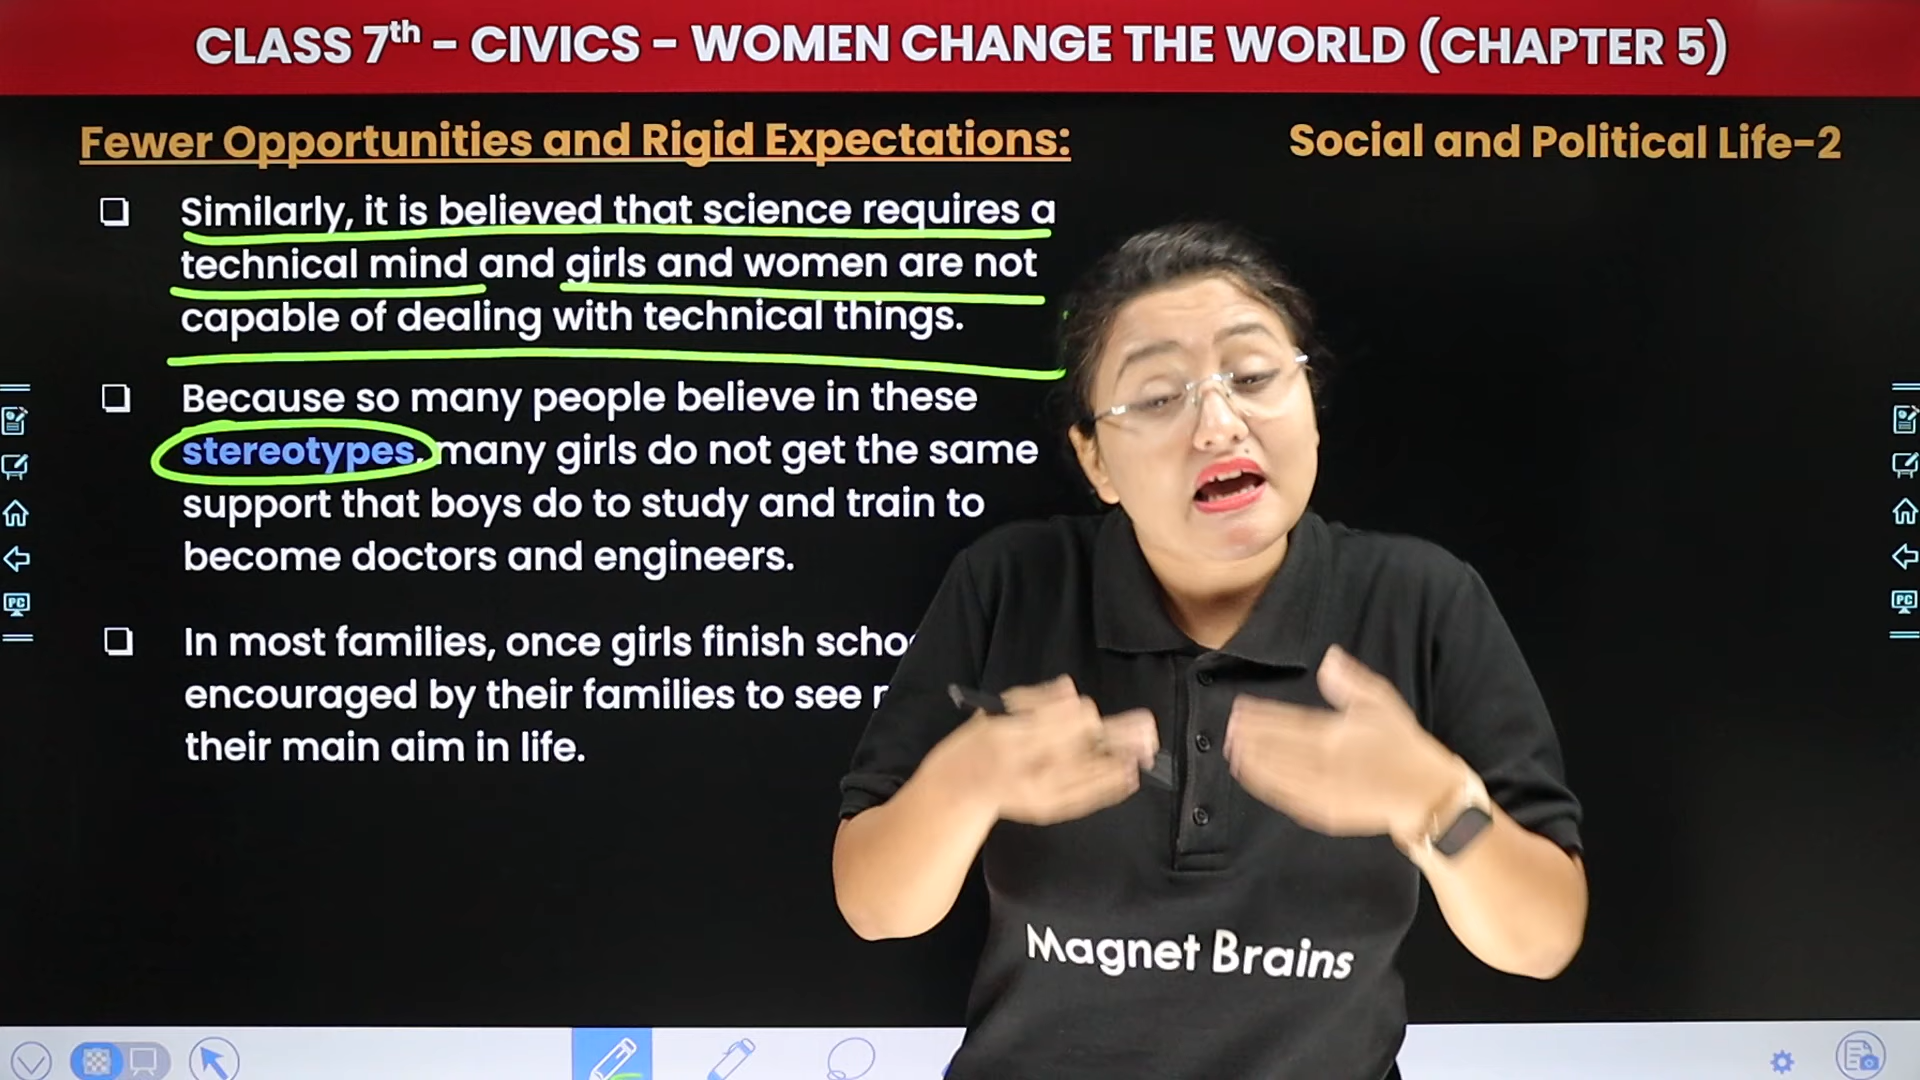 CLASS 7th - CIVICS - WOMEN CHANGE THE WORLD (CHAPTER 5)
Fewer Opportunities and Rigid Expectations:
Social and Political Life-2
Similarly, it is believed that science requires a
technical mind and girls and women are not
capable of dealing with technical things.
Because so many people believe in these
stereotypes, many girls do not get the same
support that boys do to study and train to
become doctors and engineers.
In most families, once girls finish
encouraged by their families to see
their main aim in life.
Magnet Brains
PC
PC